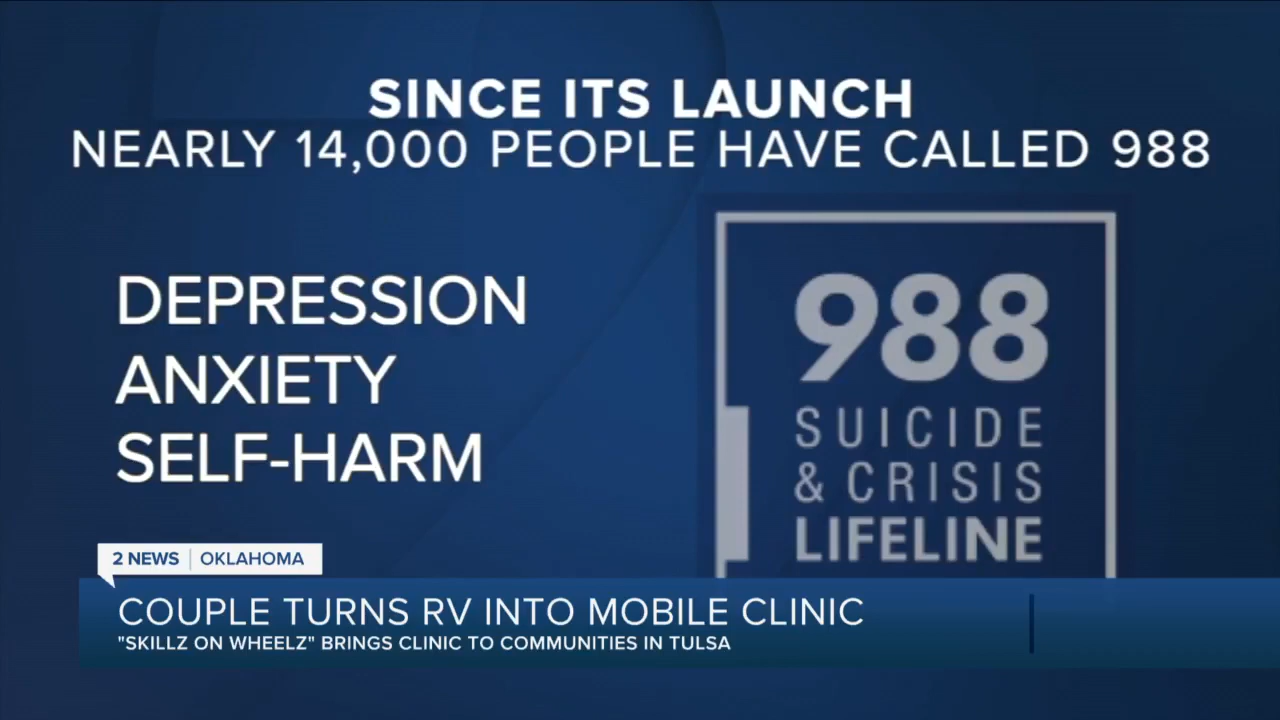 SINCE ITS LAUNCH
NEARLY 14,000 PEOPLE HAVE CALLED 988
DEPRESSION
ANXIETY
SELF-HARM
988
SUICIDE
& CRISIS
LIFELINE
2 NEWS OKLAHOMA
COUPLE TURNS RV INTO MOBILE CLINIC
"SKILLZ ON WHEELZ" BRINGS CLINIC TO COMMUNITIES IN TULSA